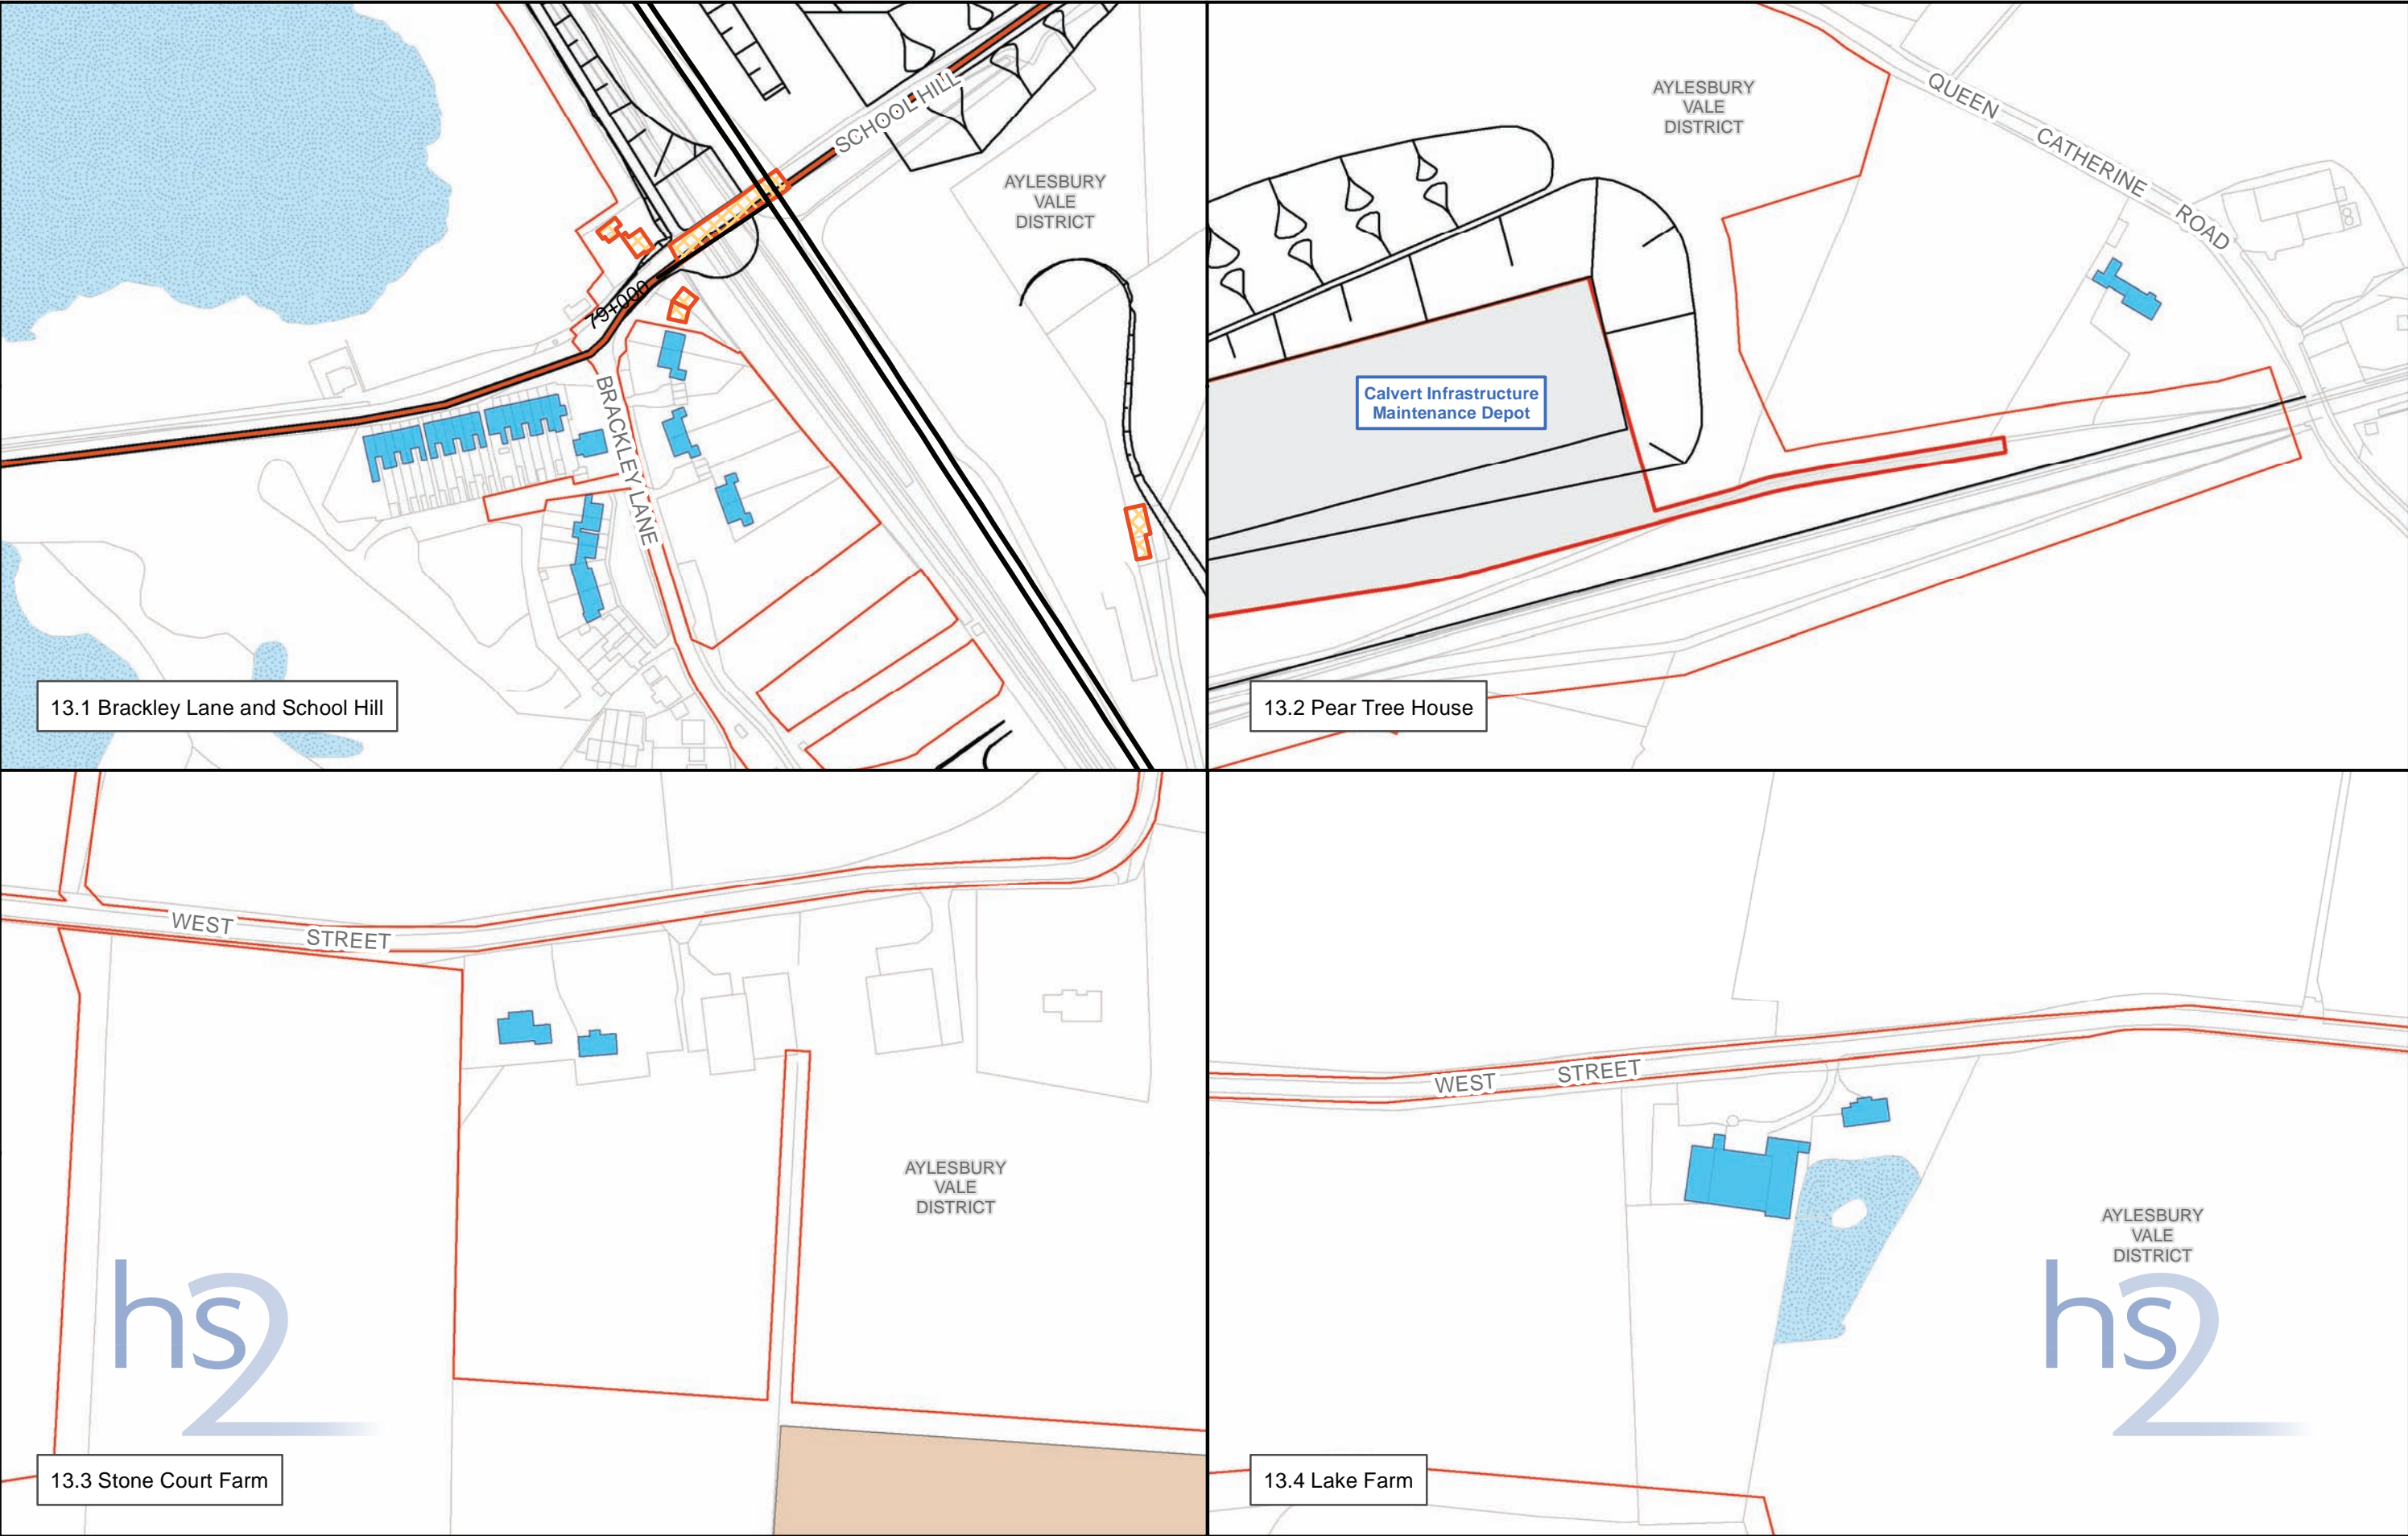 SCHOOL HILL
AYLESBURY
VALE
DISTRICT
79+000
BRACKLEY LANE
13.1 Brackley Lane and School Hill
AYLESBURY
VALE
DISTRICT
QUEEN CATHERINE ROAD
Calvert Infrastructure
Maintenance Depot
13.2 Pear Tree House
WEST STREET
AYLESBURY
VALE
DISTRICT
hs2
13.3 Stone Court Farm
WEST STREET
AYLESBURY
VALE
DISTRICT
hs2
13.4 Lake Farm